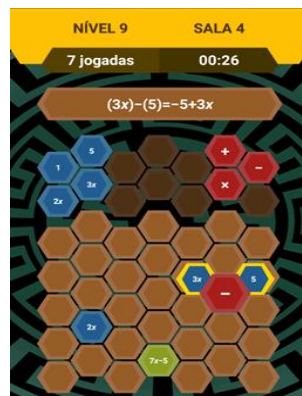 NÍVEL 9 SALA 4
7 jogadas 00:26
(3x)−(5)=−5+3x
5 +
1 −
3x ×
2x
3x 5
−
2x
7x−5